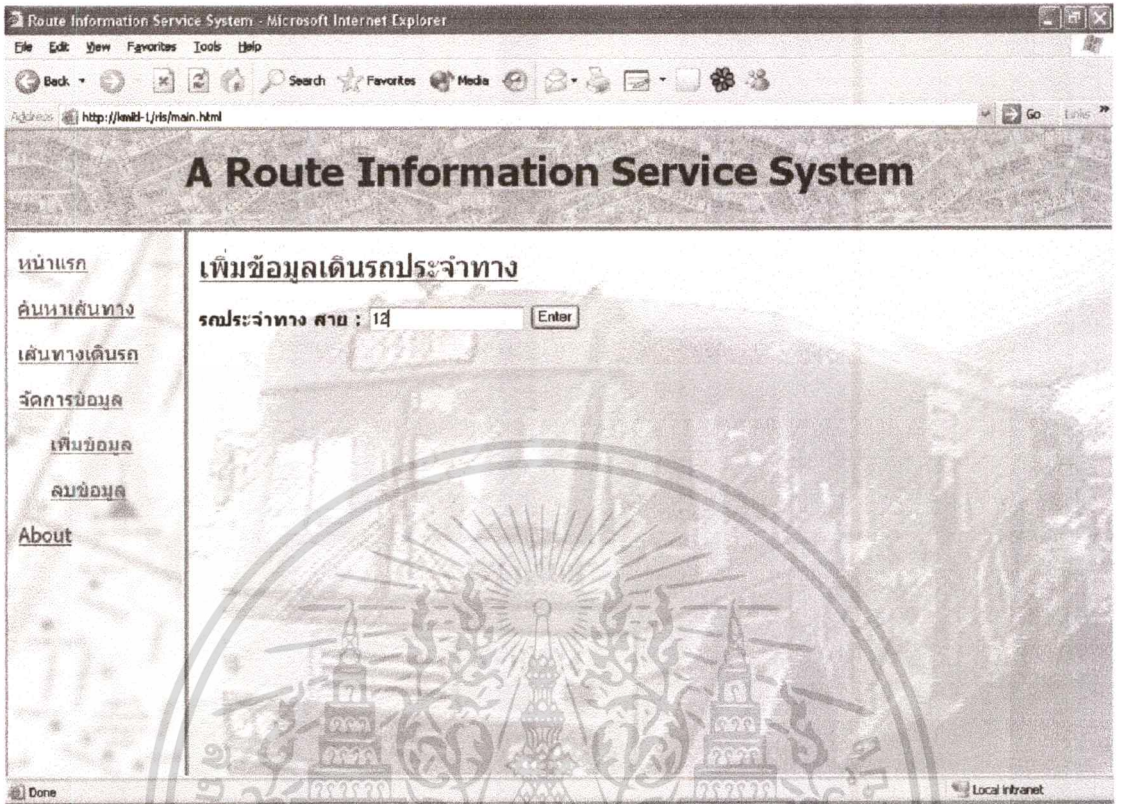 A Route Information Service System - Microsoft Internet Explorer
File Edit View Favorites Tools Help
Back Search Favorites Media
Address http://kmitl-t/ris/main.html Go Links »
A Route Information Service System
หน้าแรก
ค้นหาเส้นทาง
เส้นทางเดินรถ
จัดการข้อมูล
เพิ่มข้อมูล
ลบข้อมูล
About
เพิ่มข้อมูลเดินรถประจำทาง
รถประจำทาง สาย : 12 Enter
Done Local intranet